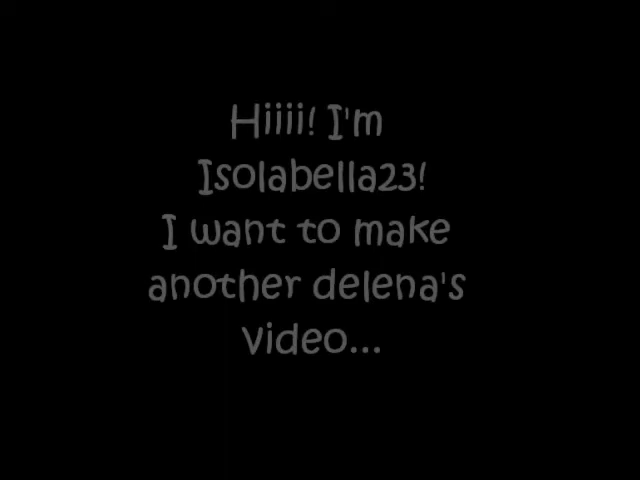 Hiiii! I'm
Isolabella23!
I want to make
another delena's
video...